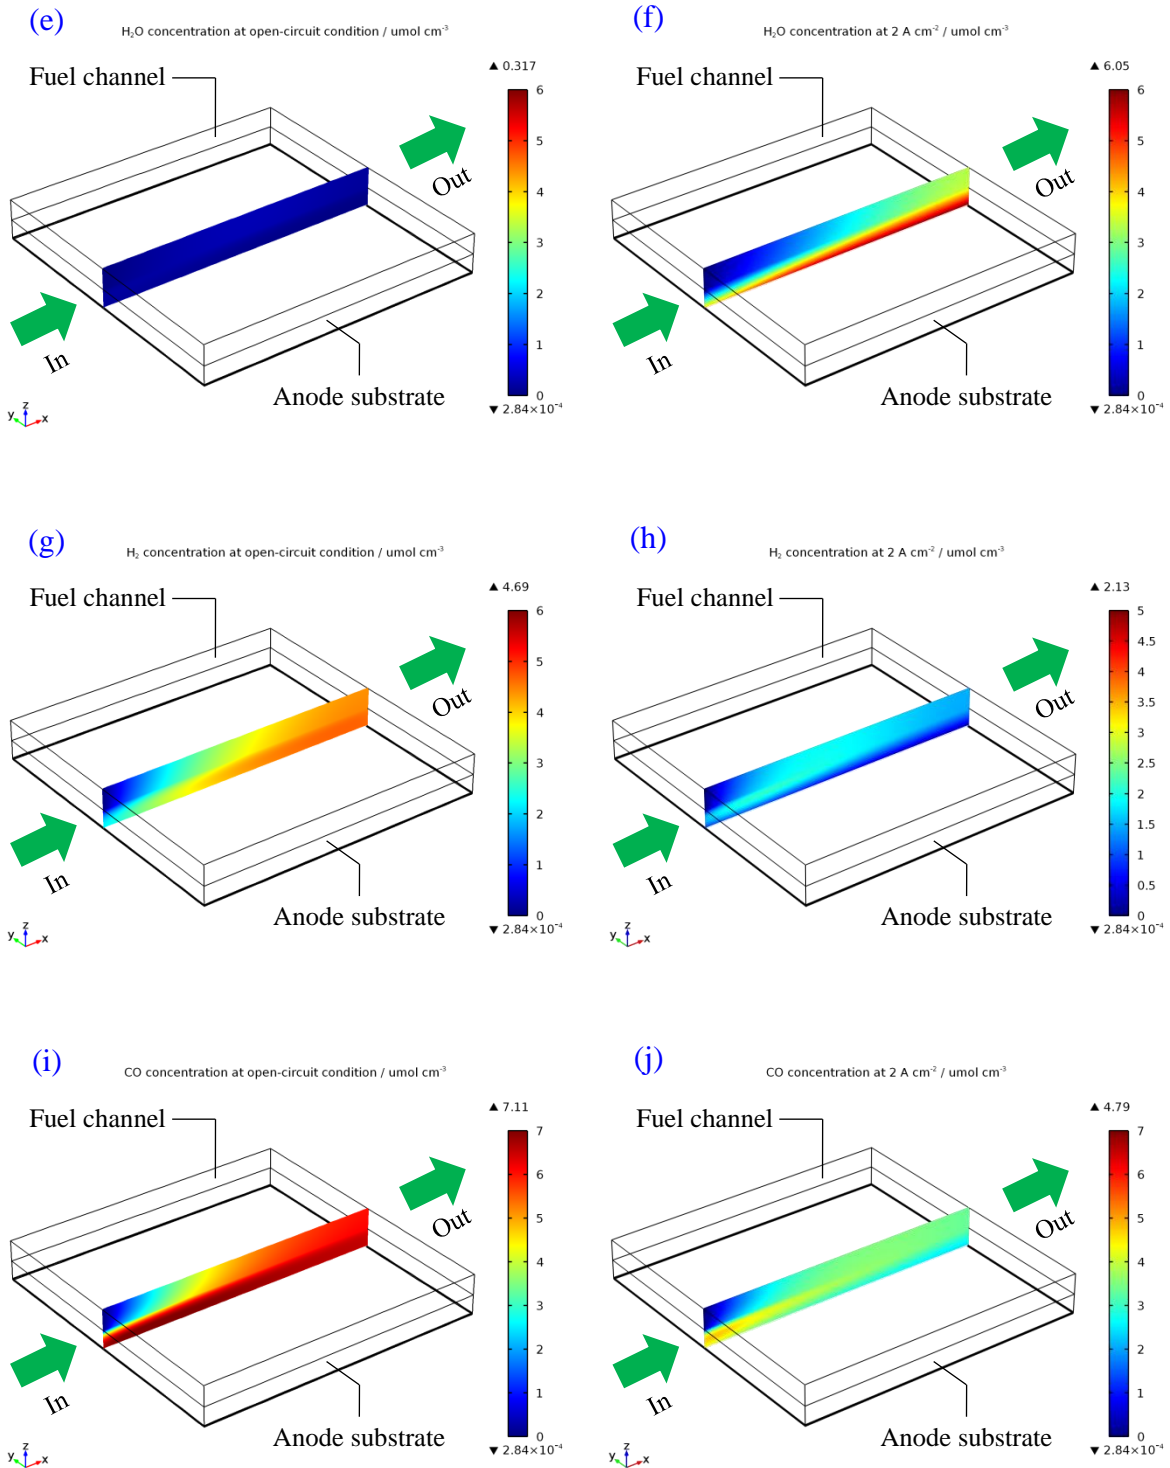 (e)
H₂O concentration at open-circuit condition / umol cm⁻³
Fuel channel
▲ 0.317
6
5
4
3
2
1
0
▼ 2.84×10⁻⁴
Out
In
Anode substrate
z
y
x
(f)
H₂O concentration at 2 A cm⁻² / umol cm⁻³
Fuel channel
▲ 6.05
6
5
4
3
2
1
0
▼ 2.84×10⁻⁴
Out
In
Anode substrate
(g)
H₂ concentration at open-circuit condition / umol cm⁻³
Fuel channel
▲ 4.69
6
5
4
3
2
1
0
▼ 2.84×10⁻⁴
Out
In
Anode substrate
z
y
x
(h)
H₂ concentration at 2 A cm⁻² / umol cm⁻³
Fuel channel
▲ 2.13
5
4.5
4
3.5
3
2.5
2
1.5
1
0.5
0
▼ 2.84×10⁻⁴
Out
In
Anode substrate
z
y
x
(i)
CO concentration at open-circuit condition / umol cm⁻³
Fuel channel
▲ 7.11
7
6
5
4
3
2
1
0
▼ 2.84×10⁻⁴
Out
In
Anode substrate
z
y
x
(j)
CO concentration at 2 A cm⁻² / umol cm⁻³
Fuel channel
▲ 4.79
7
6
5
4
3
2
1
0
▼ 2.84×10⁻⁴
Out
In
Anode substrate
z
y
x